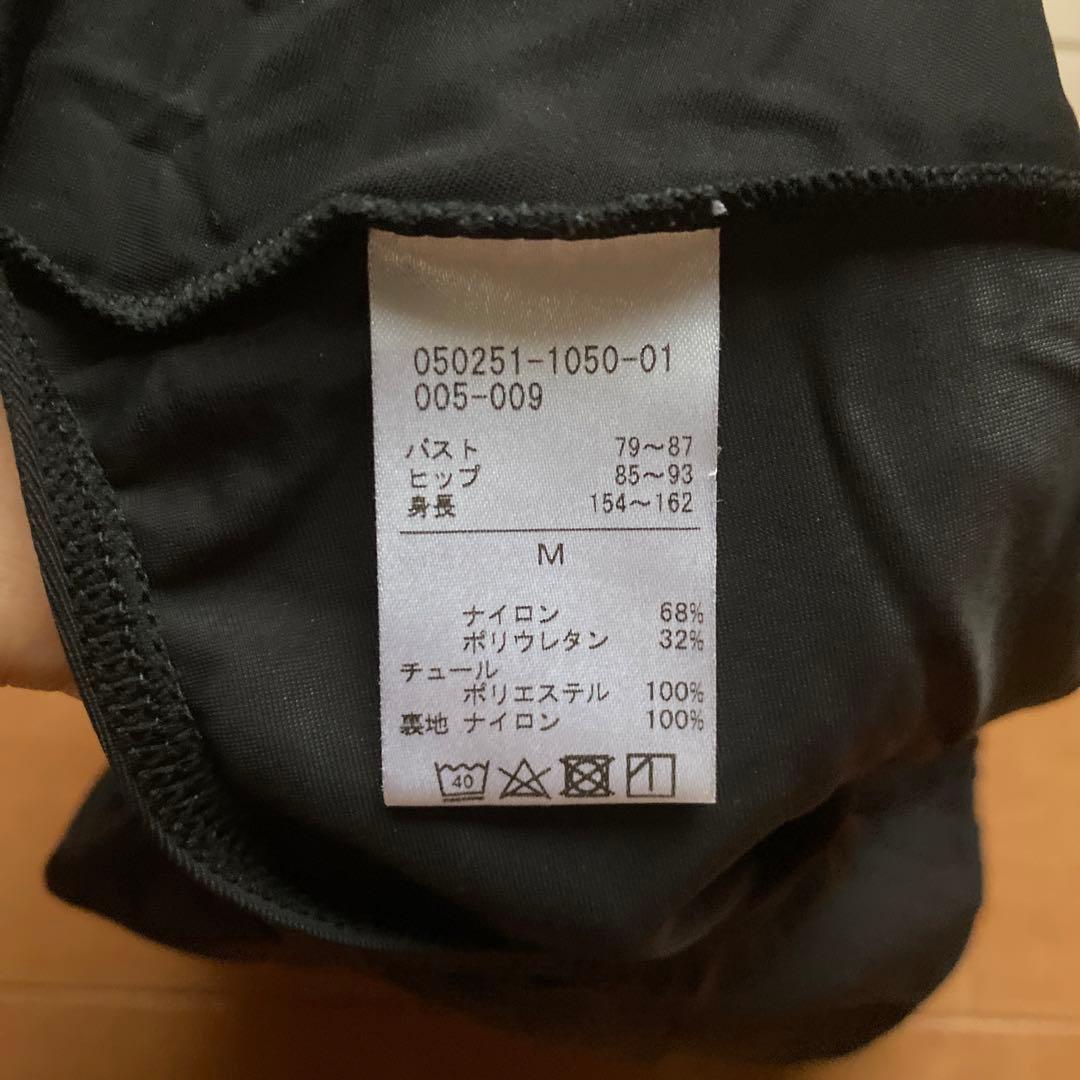 050251-1050-01
005-009
バスト 79〜87
ヒップ 85〜93
身長 154〜162
M
ナイロン 68%
ポリウレタン 32%
チュール
ポリエステル 100%
裏地 ナイロン 100%
40